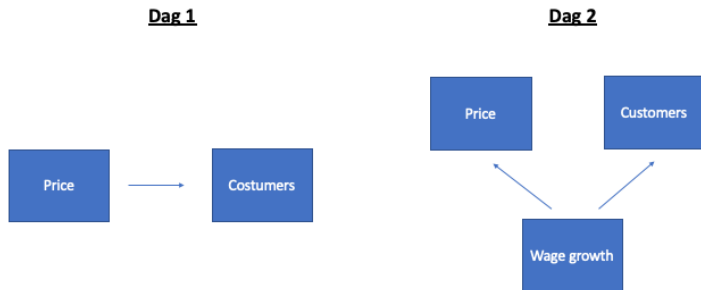 Dag 1
Price
Costumers
Dag 2
Price
Customers
Wage growth